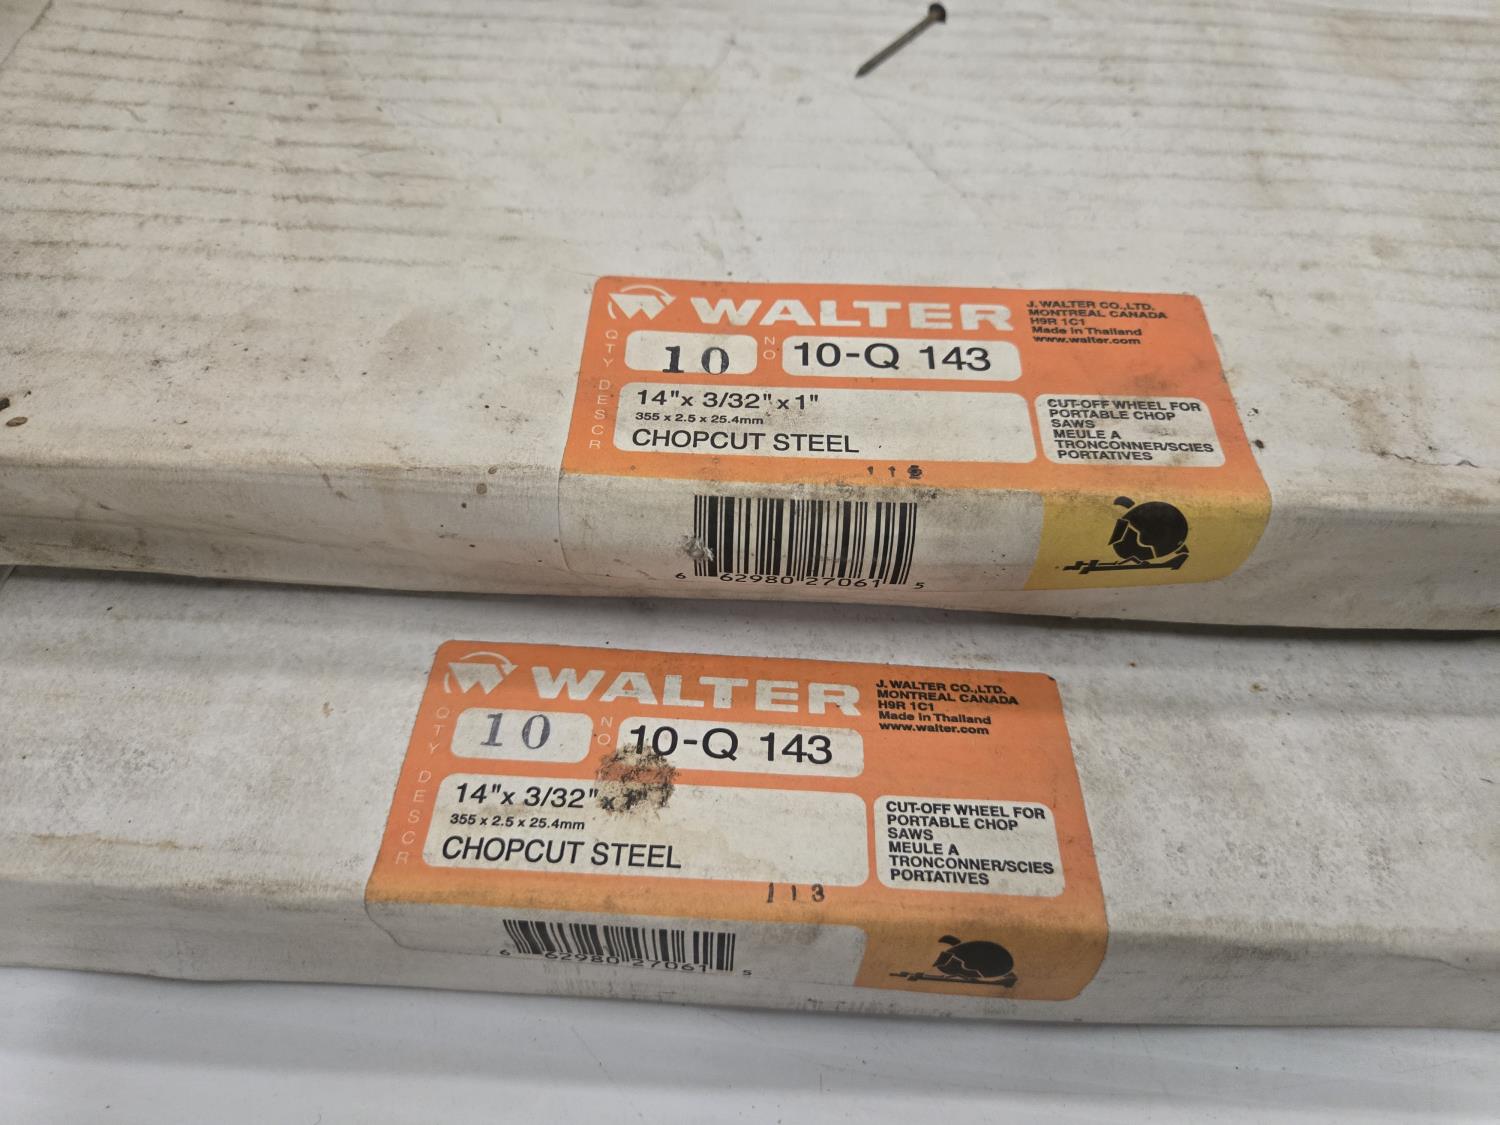 WALTER
J. WALTER CO.,LTD.
MONTREAL CANADA
H9R 1C1
Made in Thailand
www.walter.com
QTY
10
NO
10-Q 143
DESCR
14" x 3/32" x 1"
355 x 2.5 x 25.4mm
CHOPCUT STEEL
CUT-OFF WHEEL FOR
PORTABLE CHOP
SAWS
MEULE A
TRONCONNER/SCIES
PORTATIVES
6 62980 27061 5
WALTER
J. WALTER CO.,LTD.
MONTREAL CANADA
H9R 1C1
Made in Thailand
www.walter.com
QTY
10
NO
10-Q 143
DESCR
14" x 3/32" x 1"
355 x 2.5 x 25.4mm
CHOPCUT STEEL
CUT-OFF WHEEL FOR
PORTABLE CHOP
SAWS
MEULE A
TRONCONNER/SCIES
PORTATIVES
113
6 62980 27061 5